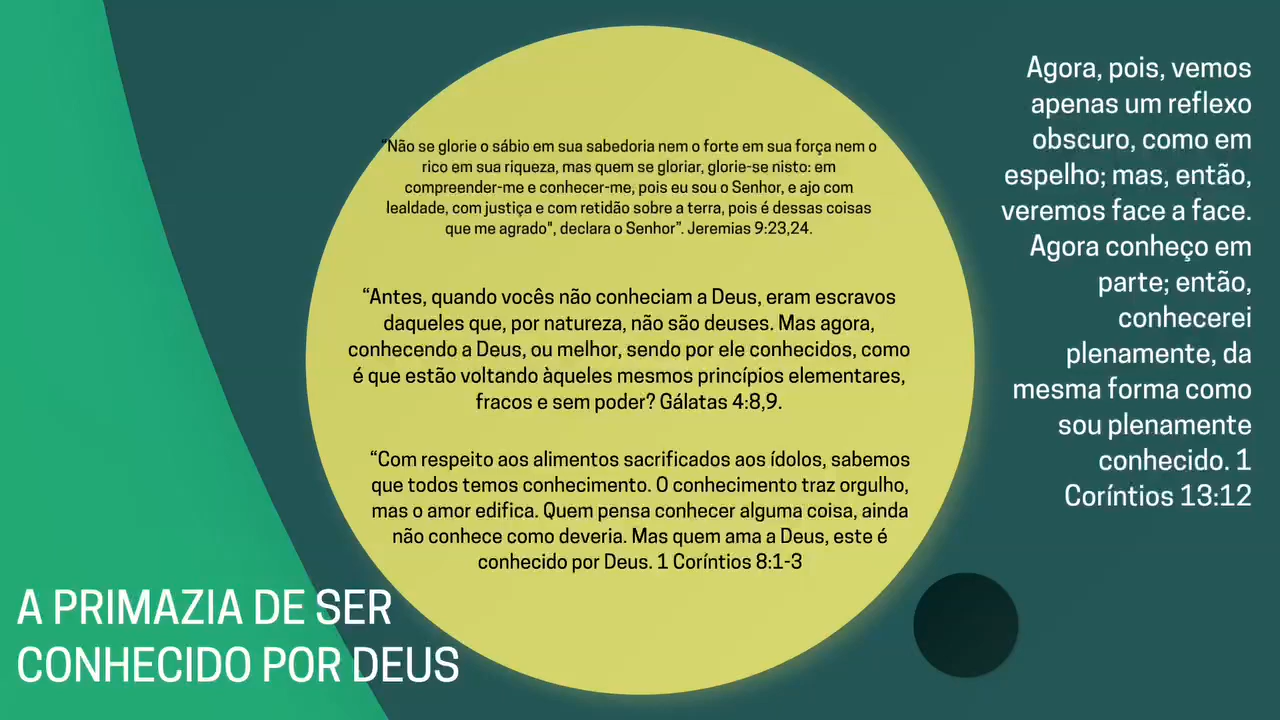 “Não se glorie o sábio em sua sabedoria nem o forte em sua força nem o
rico em sua riqueza, mas quem se gloriar, glorie-se nisto: em
compreender-me e conhecer-me, pois eu sou o Senhor, e ajo com
lealdade, com justiça e com retidão sobre a terra, pois é dessas coisas
que me agrado", declara o Senhor”. Jeremias 9:23,24.
“Antes, quando vocês não conheciam a Deus, eram escravos
daqueles que, por natureza, não são deuses. Mas agora,
conhecendo a Deus, ou melhor, sendo por ele conhecidos, como
é que estão voltando àqueles mesmos princípios elementares,
fracos e sem poder? Gálatas 4:8,9.
“Com respeito aos alimentos sacrificados aos ídolos, sabemos
que todos temos conhecimento. O conhecimento traz orgulho,
mas o amor edifica. Quem pensa conhecer alguma coisa, ainda
não conhece como deveria. Mas quem ama a Deus, este é
conhecido por Deus. 1 Coríntios 8:1-3
Agora, pois, vemos
apenas um reflexo
obscuro, como em
espelho; mas, então,
veremos face a face.
Agora conheço em
parte; então,
conhecerei
plenamente, da
mesma forma como
sou plenamente
conhecido. 1
Coríntios 13:12
A PRIMAZIA DE SER
CONHECIDO POR DEUS